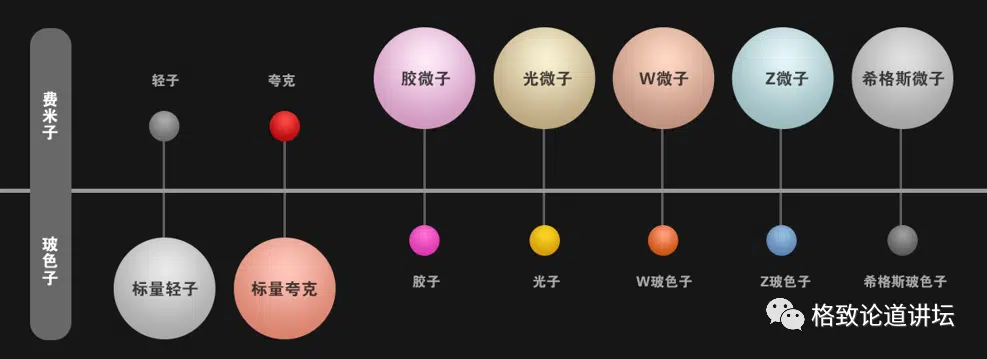 费米子
轻子
夸克
胶微子
光微子
W微子
Z微子
希格斯微子
玻色子
标量轻子
标量夸克
胶子
光子
W玻色子
Z玻色子
希格斯玻色子
格致论道讲坛